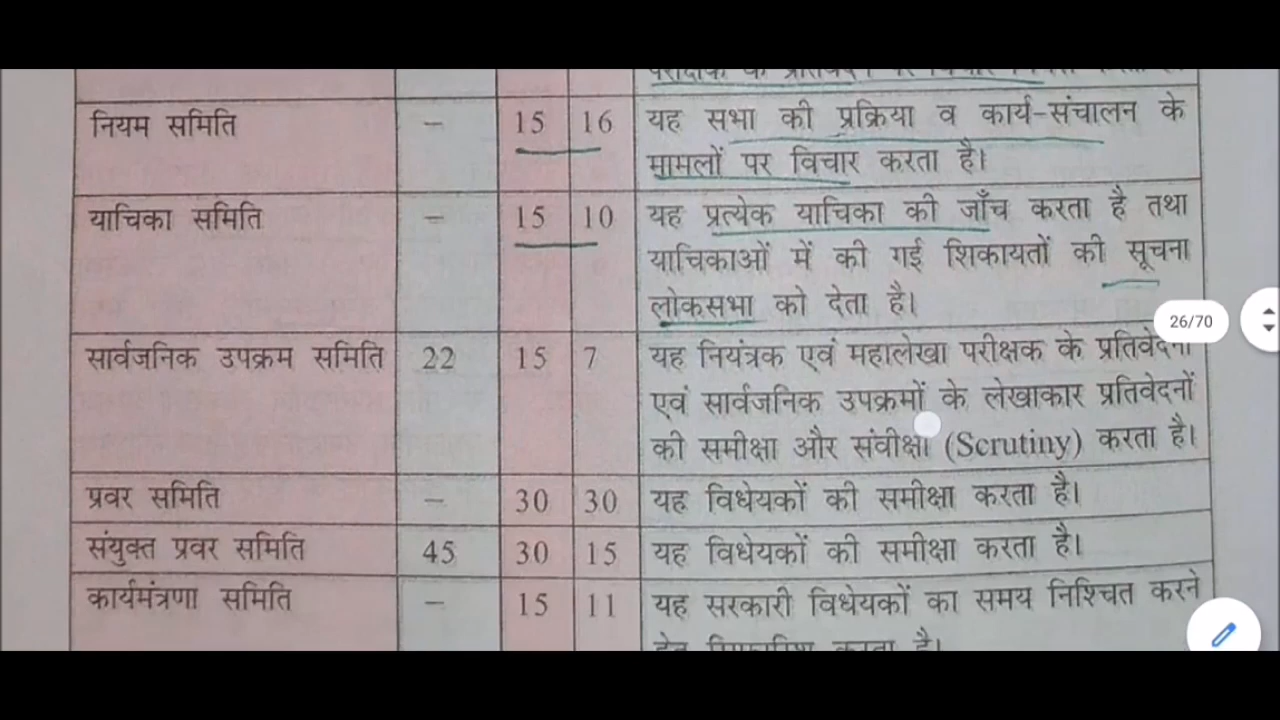 नियम समिति – 15 16 यह सभा की प्रक्रिया व कार्य-संचालन के
मामलों पर विचार करता है।
याचिका समिति – 15 10 यह प्रत्येक याचिका की जाँच करता है तथा
याचिकाओं में की गई शिकायतों की सूचना
लोकसभा को देता है।
26/70
सार्वजनिक उपक्रम समिति 22 15 7 यह नियंत्रक एवं महालेखा परीक्षक के प्रतिवेदनों
एवं सार्वजनिक उपक्रमों के लेखाकार प्रतिवेदनों
की समीक्षा और संवीक्षा (Scrutiny) करता है।
प्रवर समिति – 30 30 यह विधेयकों की समीक्षा करता है।
संयुक्त प्रवर समिति 45 30 15 यह विधेयकों की समीक्षा करता है।
कार्यमंत्रणा समिति – 15 11 यह सरकारी विधेयकों का समय निश्चित करने
करता है।